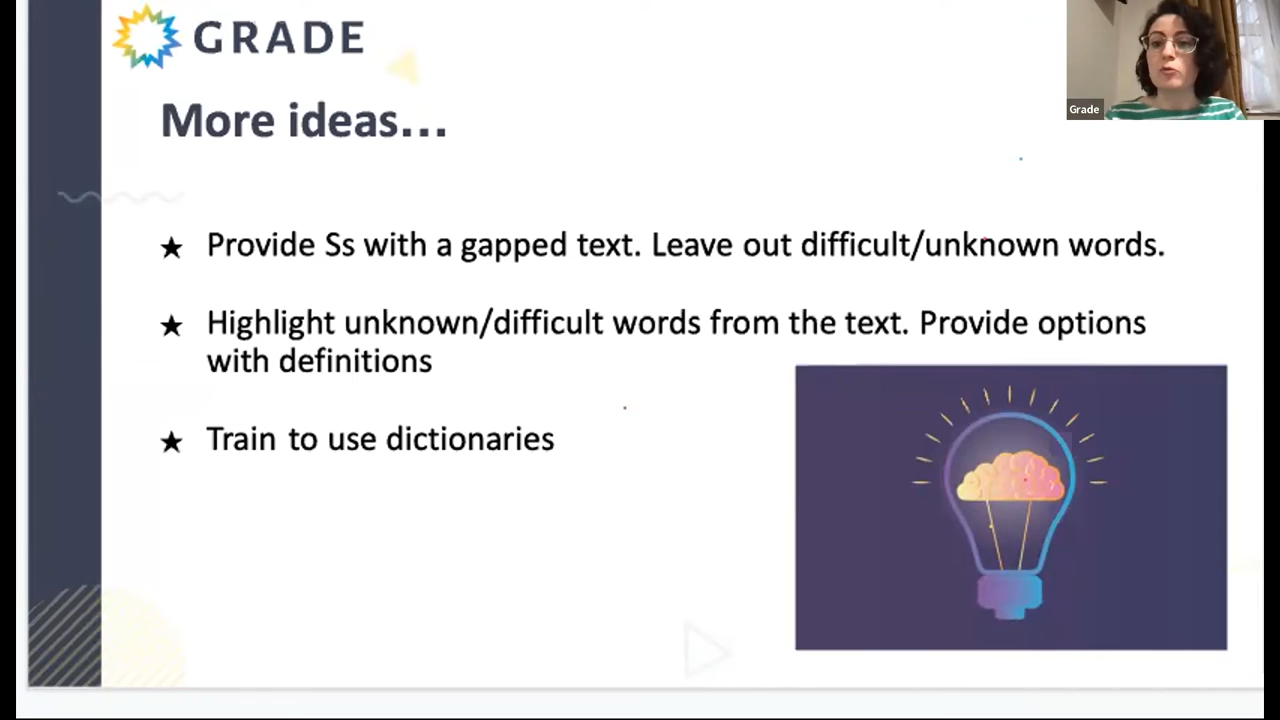 GRADE
Grade
More ideas...
★ Provide Ss with a gapped text. Leave out difficult/unknown words.
★ Highlight unknown/difficult words from the text. Provide options
with definitions
★ Train to use dictionaries